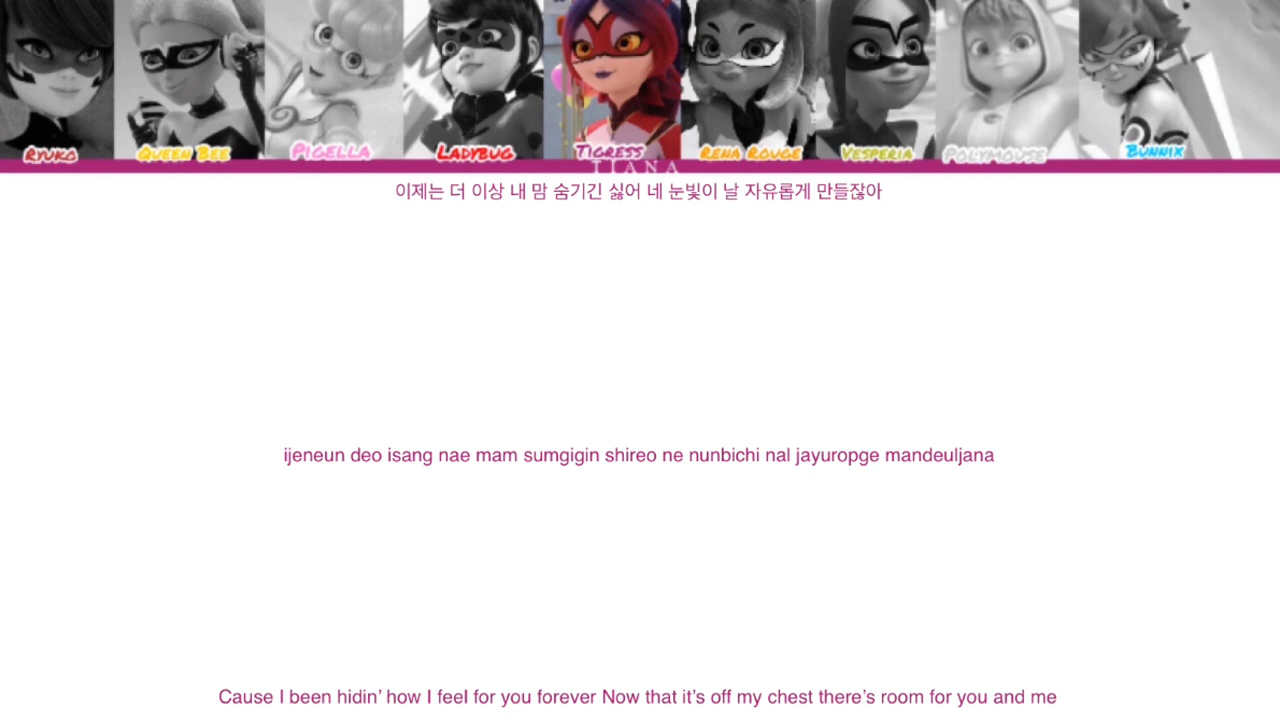 Ryuko
Queen Bee
Pigella
Ladybug
Tigress
Rena Rouge
Vesperia
Polymouse
Bunnix
TIANA
이제는 더 이상 내 맘 숨기긴 싫어 네 눈빛이 날 자유롭게 만들잖아
ijeneun deo isang nae mam sumgigin shireo ne nunbichi nal jayuropge mandeuljana
Cause I been hidin’ how I feel for you forever Now that it’s off my chest there’s room for you and me